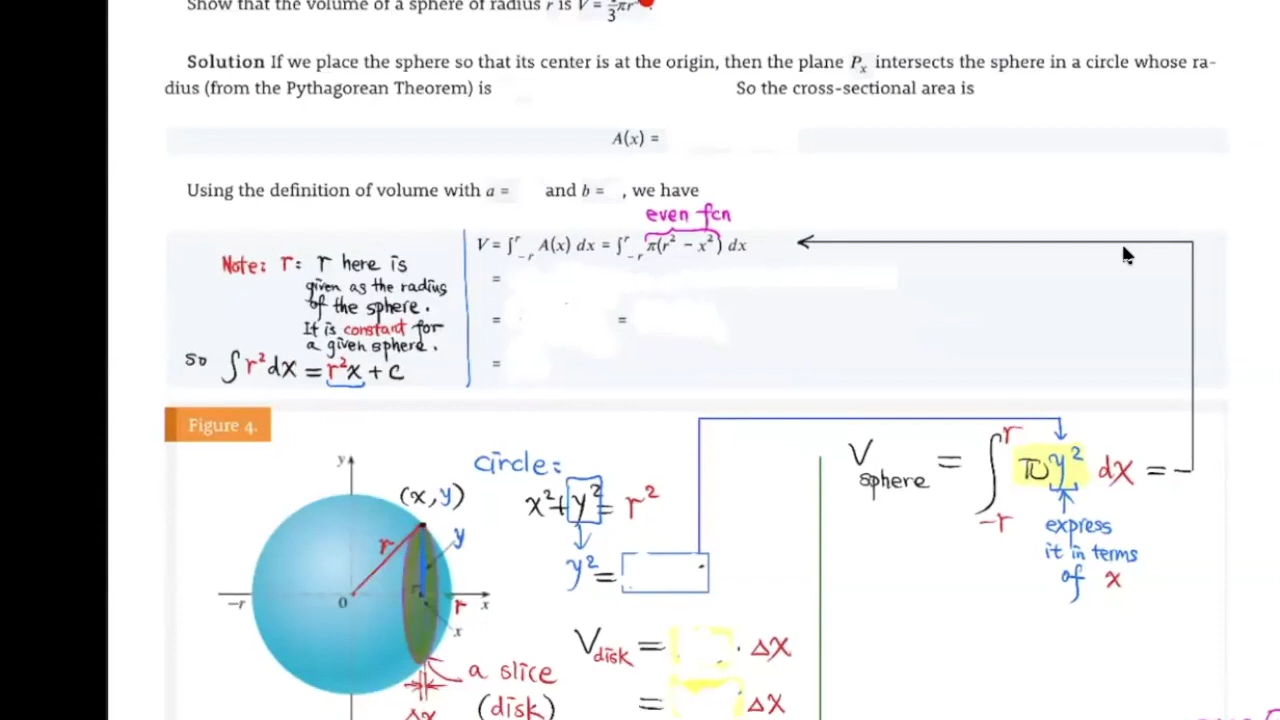 Show that the volume of a sphere of radius r is V = 4/3 πr
Solution If we place the sphere so that its center is at the origin, then the plane Pₓ intersects the sphere in a circle whose ra-
dius (from the Pythagorean Theorem) is So the cross-sectional area is
A(x) =
Using the definition of volume with a = and b = , we have
even fcn
V = ∫₋ᵣʳ A(x) dx = ∫₋ᵣʳ π(r² − x²) dx
=
= =
=
Note: r: r here is
given as the radius
of the sphere.
It is constant for
a given sphere.
so ∫r²dx = r²x + c
Figure 4.
y
(x,y)
r
y
-r
0
r
x
x
a slice
(disk)
Δx
circle:
x²+y²= r²
y²=
V disk = . Δx
= Δx
V sphere = ∫₋ᵣʳ πy² dx =
express
it in terms
of x